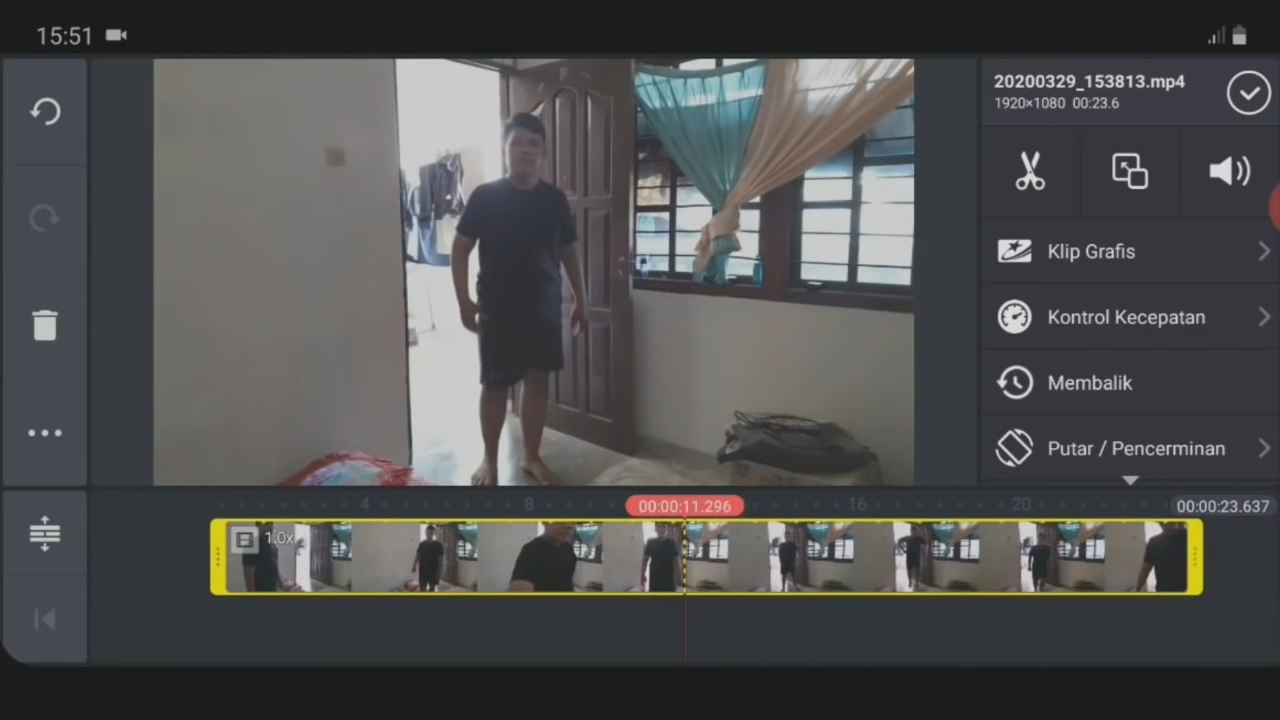 15:51
20200329_153813.mp4
1920×1080 00:23.6
Klip Grafis
Kontrol Kecepatan
Membalik
Putar / Pencerminan
4 8 00:00:11.296 16 20 00:00:23.637
1.0x